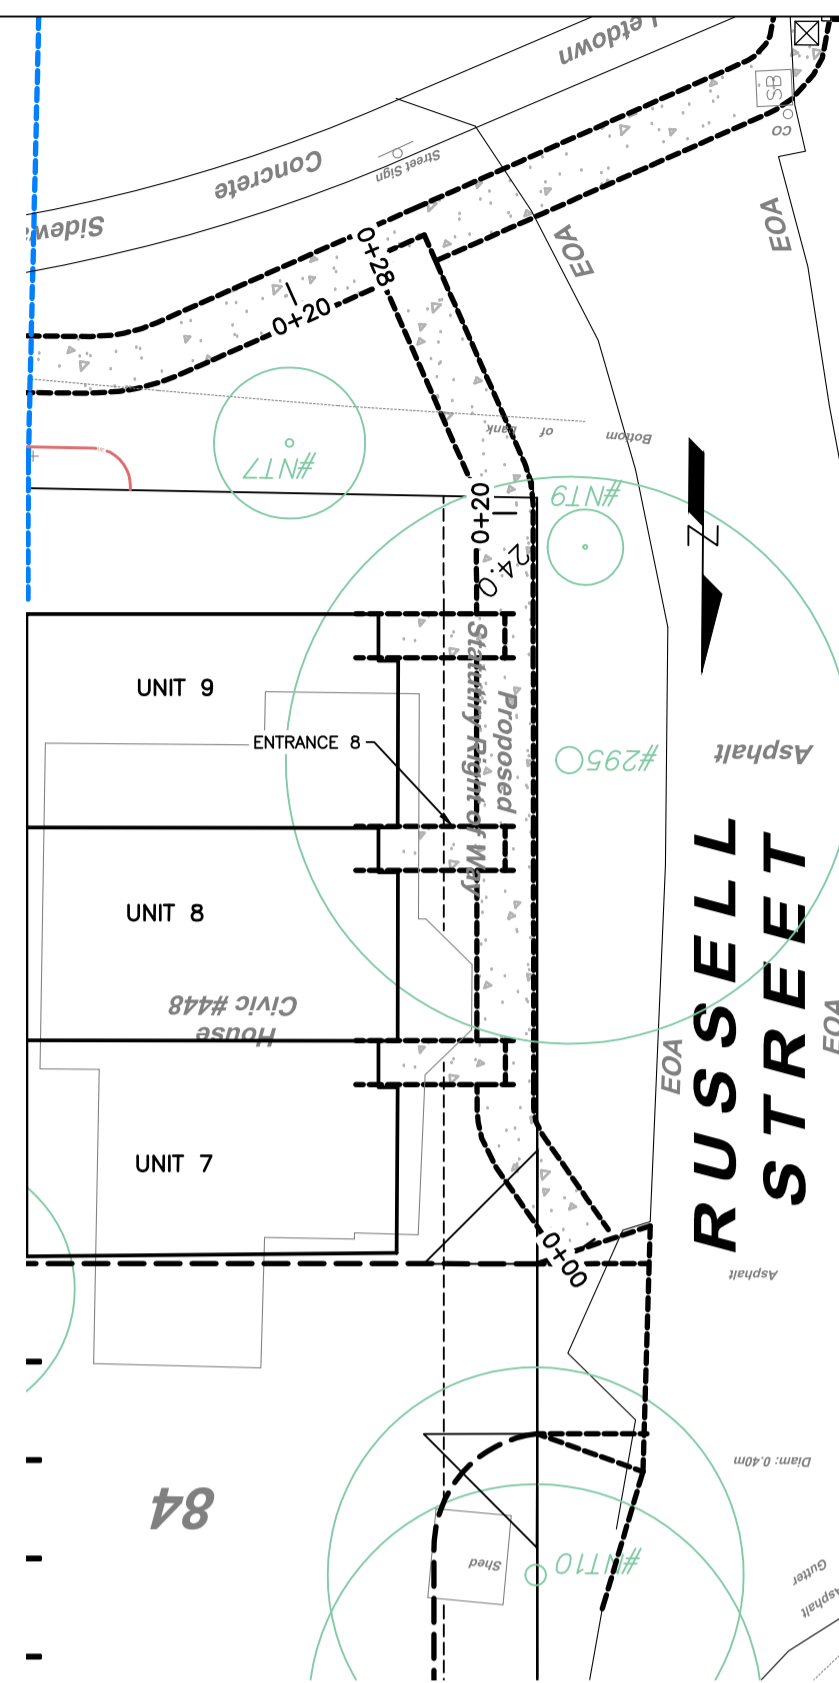 Letdown
SB
CO
Concrete
Street Sign
EOA
EOA
0+28
0+20
Bottom of Bank
#NT7
#NT9
0+20
24.0
Z
UNIT 9
Proposed
Statutory Right of Way
ENTRANCE 8
#295
Asphalt
UNIT 8
RUSSELL
STREET
House
Civic #448
EOA
EOA
UNIT 7
0+00
Asphalt
Diam: 0.40m
84
Shed
#NT10
Gutter